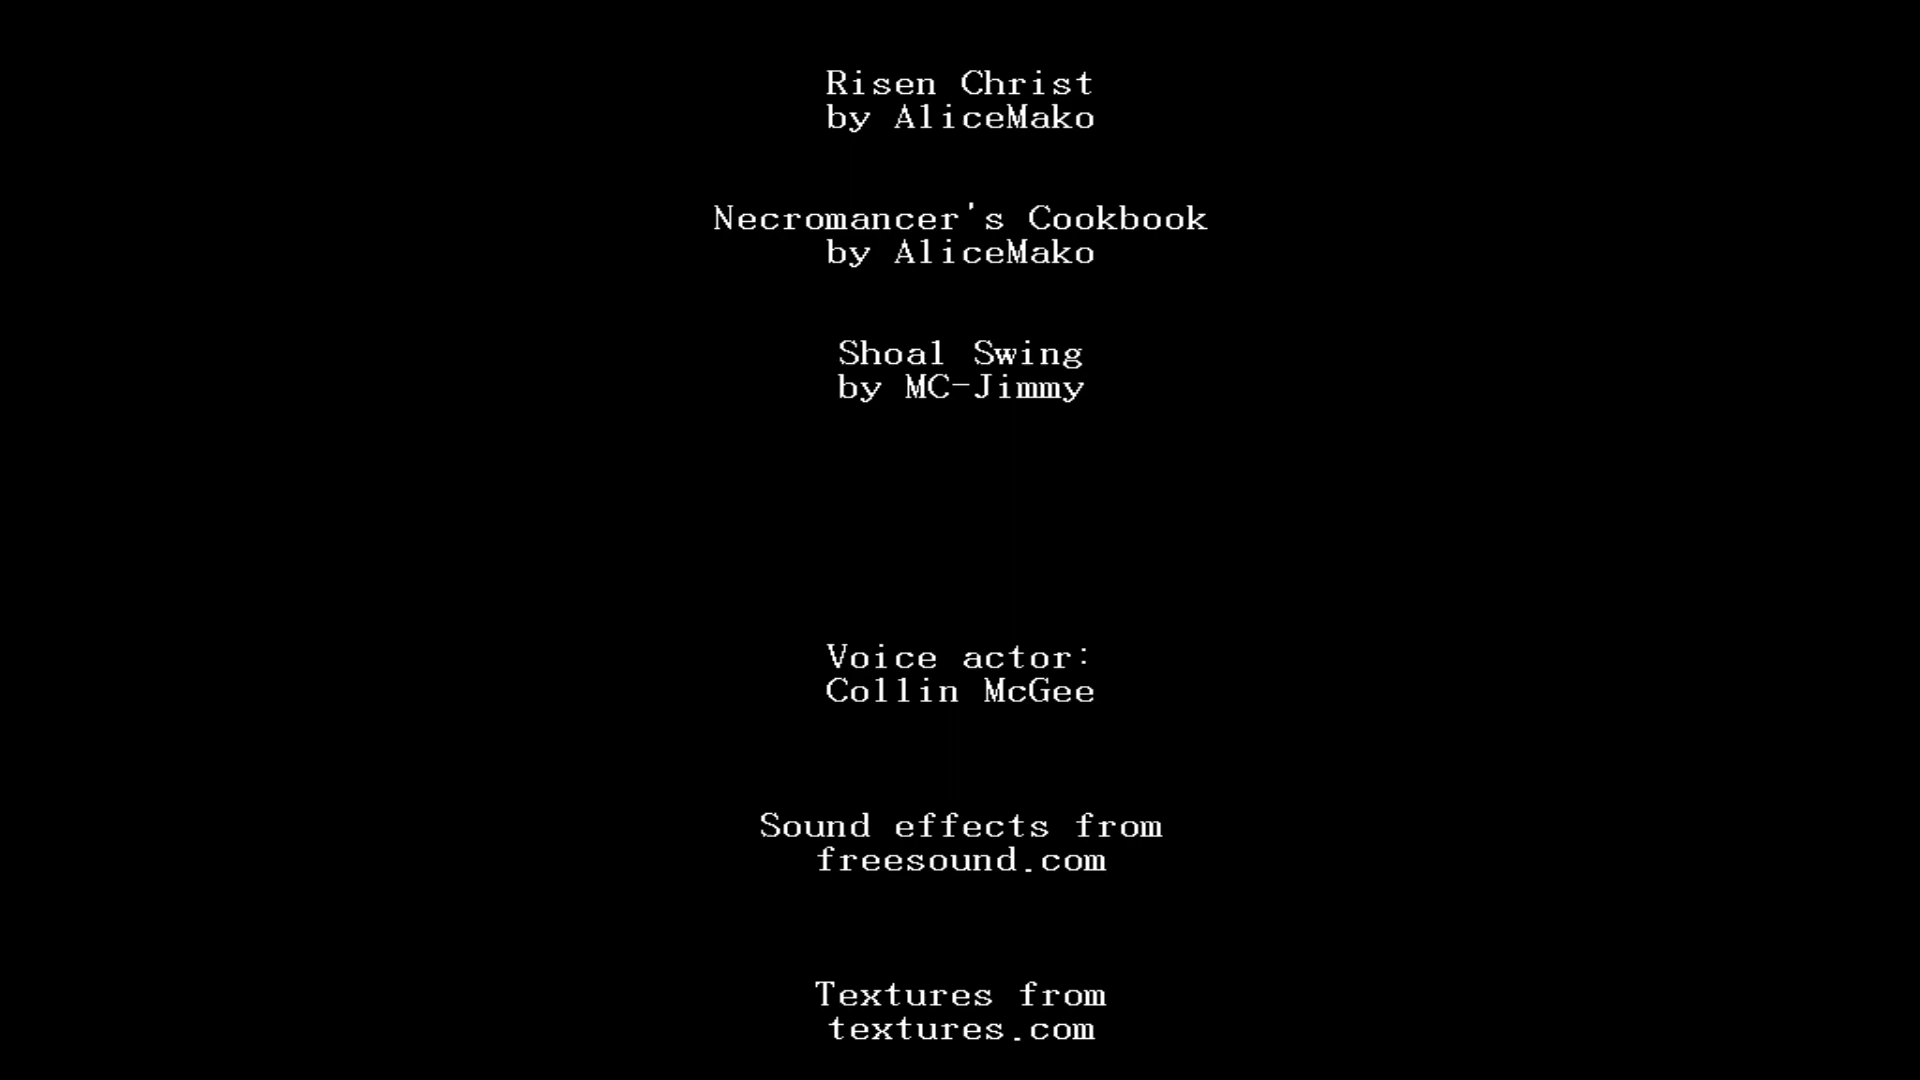 Risen Christ
by AliceMako
Necromancer's Cookbook
by AliceMako
Shoal Swing
by MC-Jimmy
Voice actor:
Collin McGee
Sound effects from
freesound.com
Textures from
textures.com